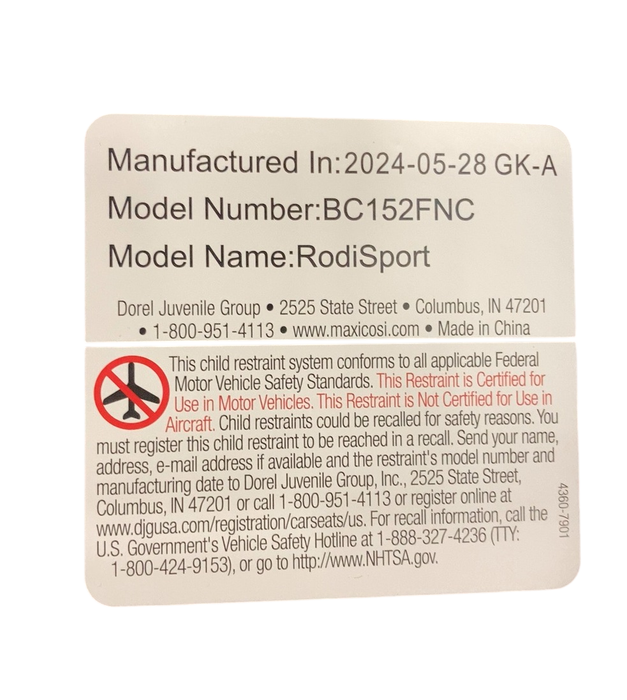 Manufactured In:2024-05-28 GK-A
Model Number:BC152FNC
Model Name:RodiSport
Dorel Juvenile Group • 2525 State Street • Columbus, IN 47201
• 1-800-951-4113 • www.maxicosi.com • Made in China
This child restraint system conforms to all applicable Federal
Motor Vehicle Safety Standards. This Restraint is Certified for
Use in Motor Vehicles. This Restraint is Not Certified for Use in
Aircraft. Child restraints could be recalled for safety reasons. You
must register this child restraint to be reached in a recall. Send your name,
address, e-mail address if available and the restraint's model number and
manufacturing date to Dorel Juvenile Group, Inc., 2525 State Street,
Columbus, IN 47201 or call 1-800-951-4113 or register online at
www.djgusa.com/registration/carseats/us. For recall information, call the
U.S. Government's Vehicle Safety Hotline at 1-888-327-4236 (TTY:
1-800-424-9153), or go to http://www.NHTSA.gov.
4360-7901